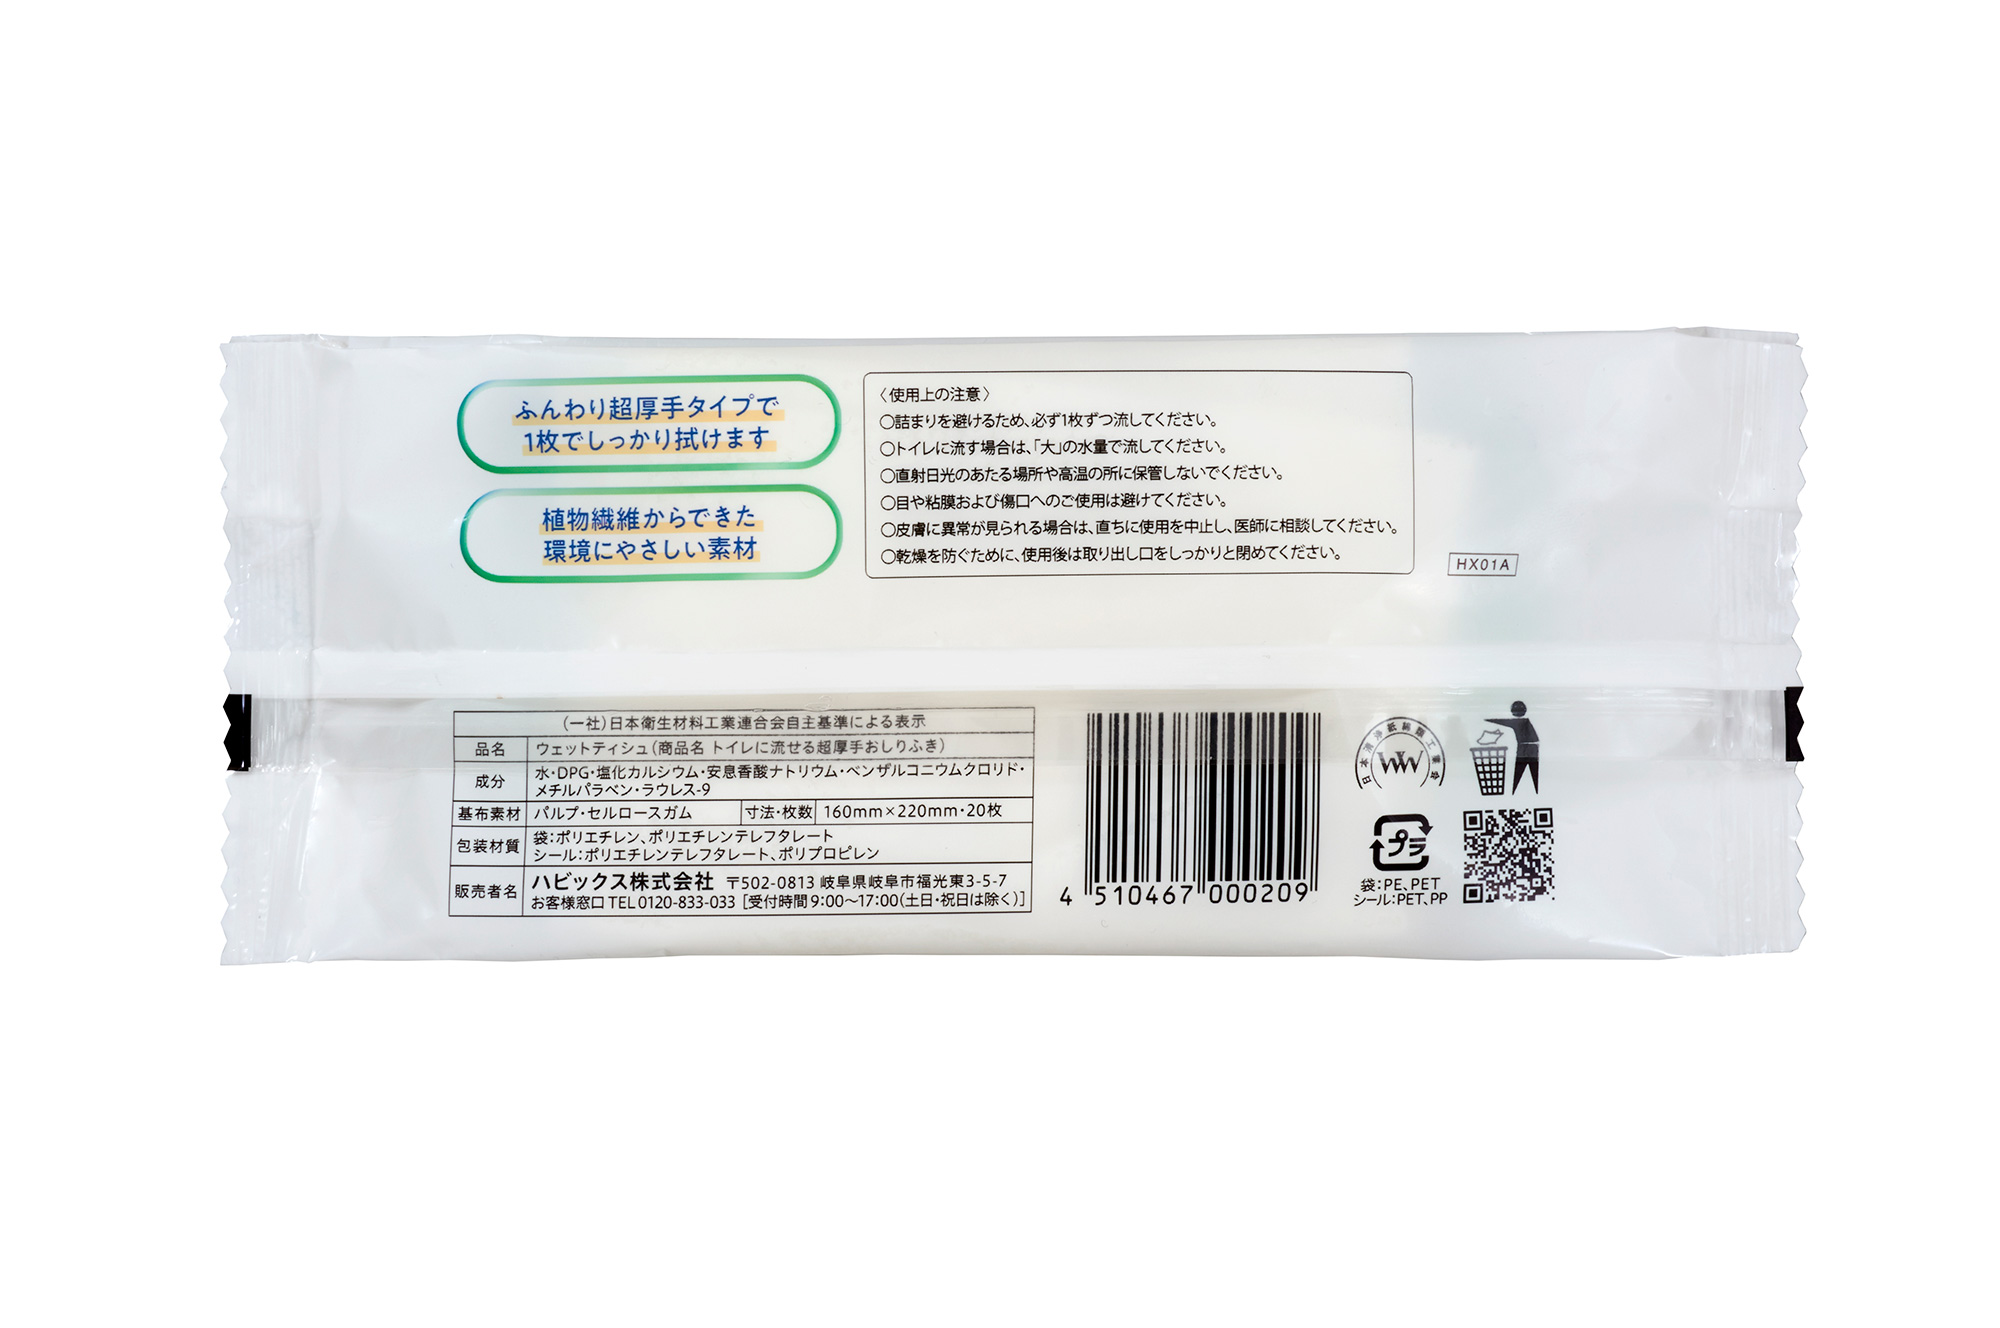 ふんわり超厚手タイプで
1枚でしっかり拭けます
植物繊維からできた
環境にやさしい素材
〈使用上の注意〉
○詰まりを避けるため、必ず1枚ずつ流してください。
○トイレに流す場合は、「大」の水量で流してください。
○直射日光のあたる場所や高温の所に保管しないでください。
○目や粘膜および傷口へのご使用は避けてください。
○皮膚に異常が見られる場合は、直ちに使用を中止し、医師に相談してください。
○乾燥を防ぐために、使用後は取り出し口をしっかりと閉めてください。
HX01A
(一社)日本衛生材料工業連合会自主基準による表示
品名 ウェットティシュ(商品名 トイレに流せる超厚手おしりふき)
成分 水・DPG・塩化カルシウム・安息香酸ナトリウム・ベンザルコニウムクロリド・
メチルパラベン・ラウレス-9
基布素材 パルプ・セルロースガム 寸法・枚数 160mm×220mm・20枚
包装材質 袋:ポリエチレン、ポリエチレンテレフタレート
シール:ポリエチレンテレフタレート、ポリプロピレン
販売者名 ハビックス株式会社 〒502-0813 岐阜県岐阜市福光東3-5-7
お客様窓口 TEL 0120-833-033 [受付時間 9:00〜17:00(土日・祝日は除く)]
4 510467 000209
日本清浄紙綿類工業会
WW
プラ
袋:PE、PET
シール:PET、PP